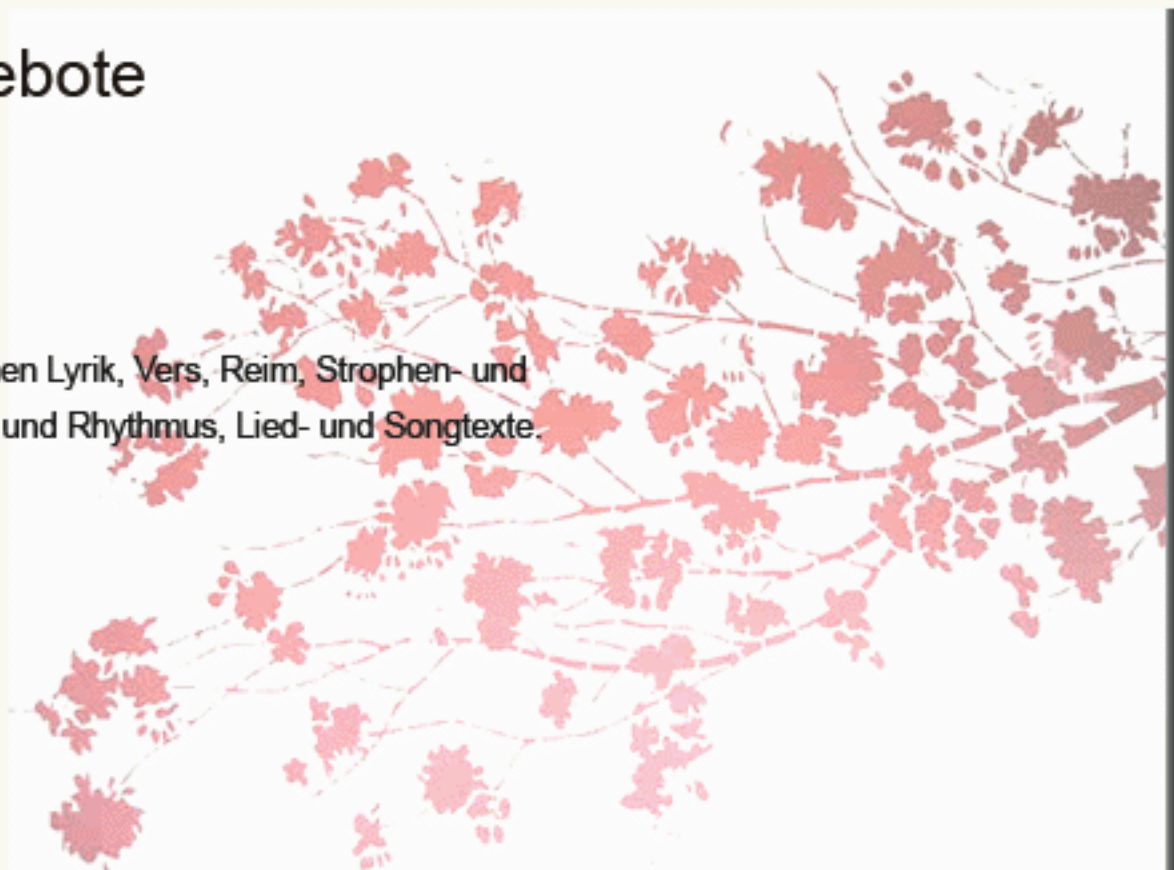 ebote
en Lyrik, Vers, Reim, Strophen- und
und Rhythmus, Lied- und Songtexte.